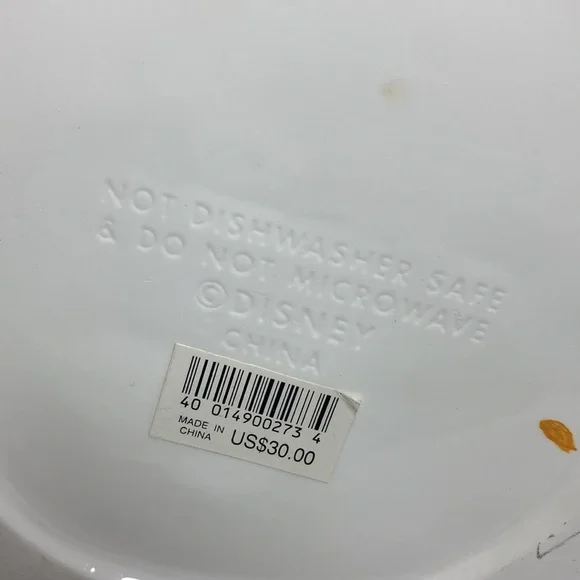 NOT DISHWASHER SAFE
& DO NOT MICROWAVE
©DISNEY
CHINA
40 014900273 4
MADE IN
CHINA
US$30.00